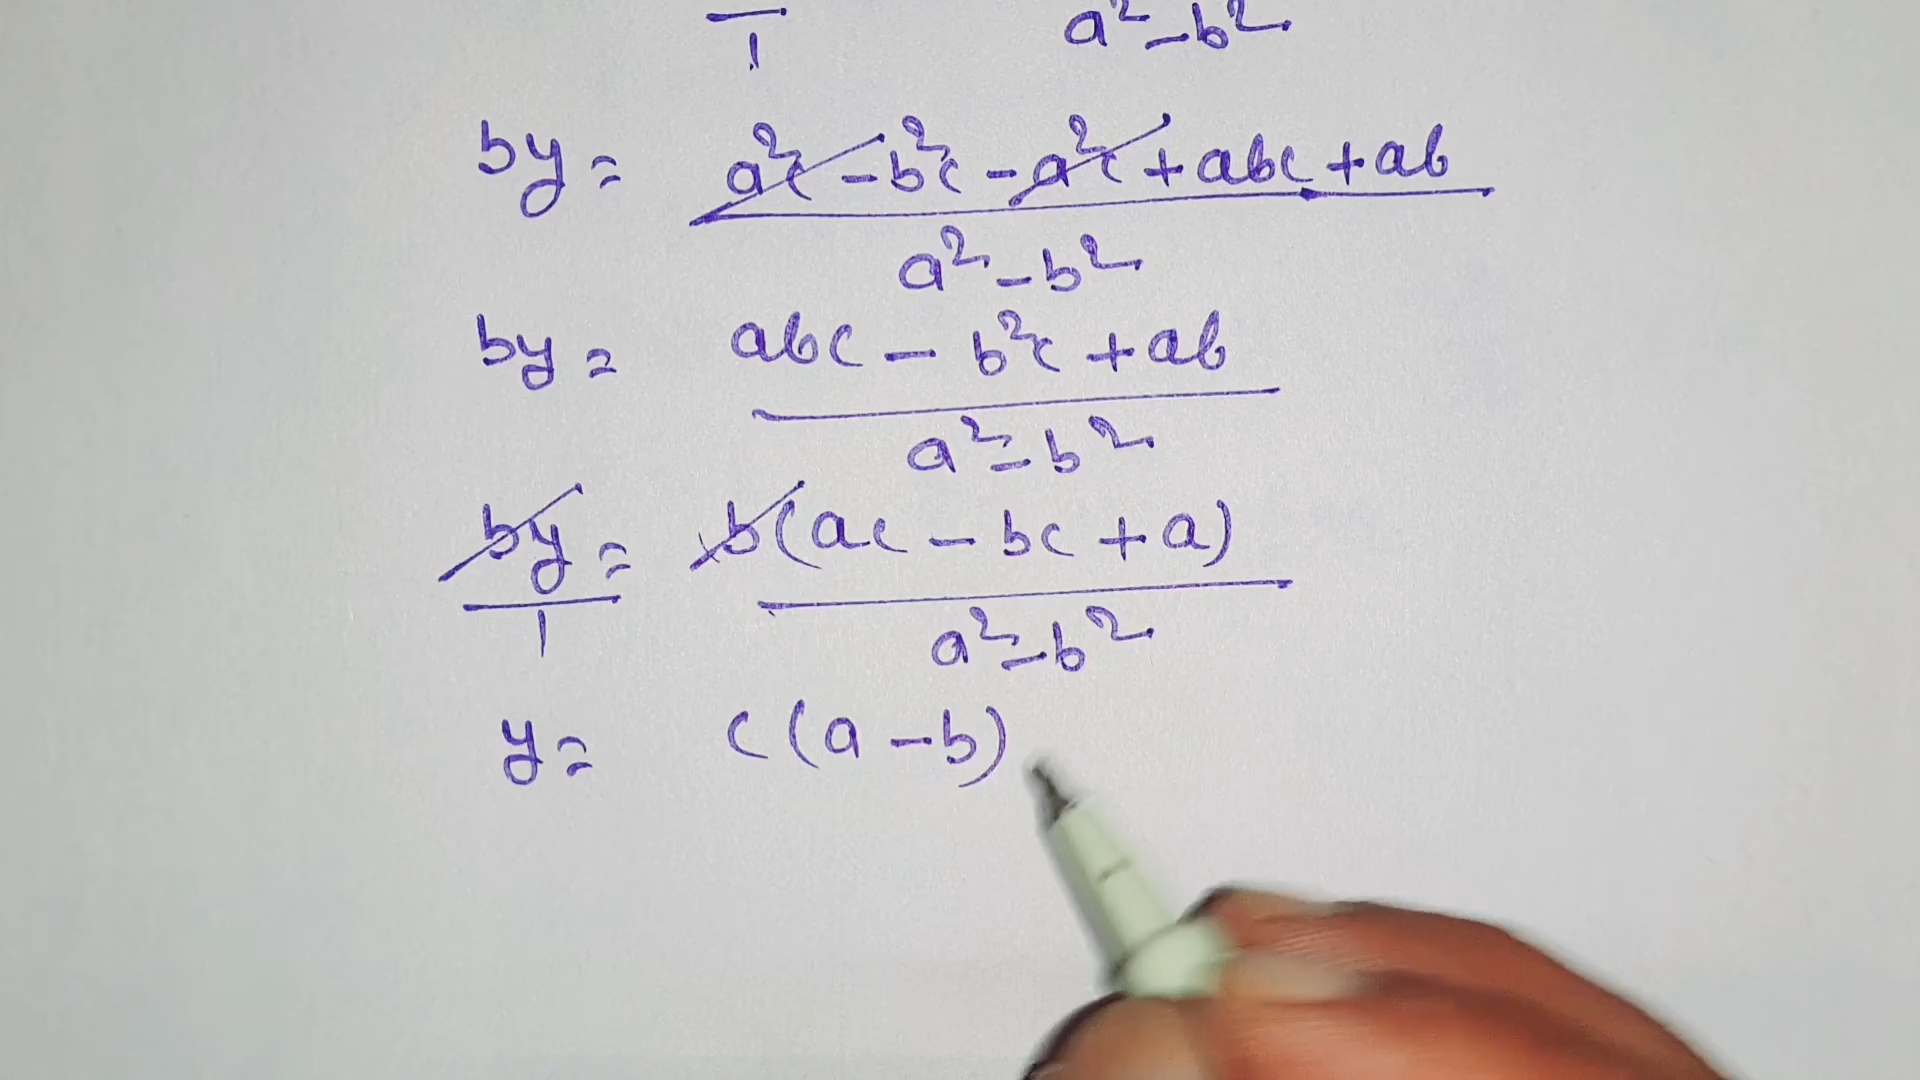 1 a² - b²
by = a²c - b²c - a²c + abc + ab
a² - b²
by = abc - b²c + ab
a² - b²
by = b(ac - bc + a)
1 a² - b²
y = c(a - b)